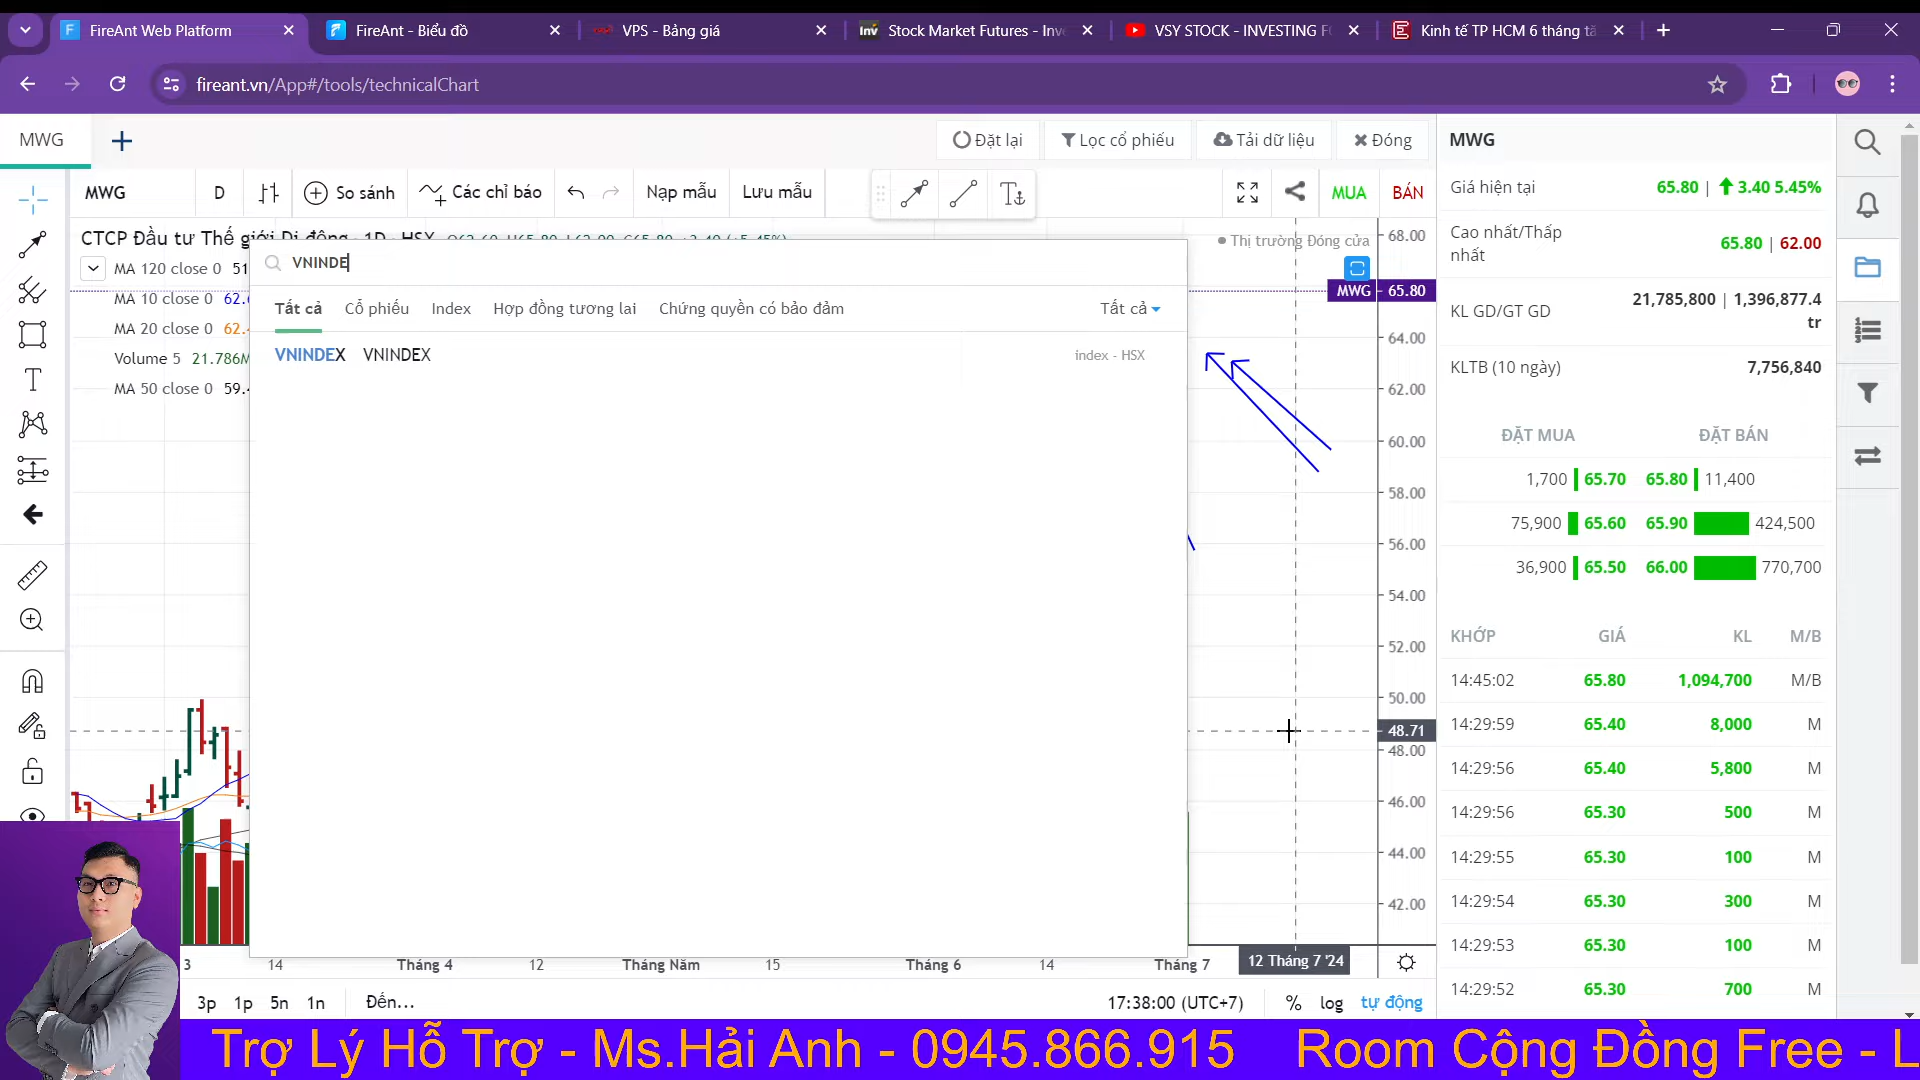 FireAnt Web Platform
FireAnt - Biểu đồ
VPS - Bảng giá
Inv
Stock Market Futures - Inve
VSY STOCK - INVESTING F
Kinh tế TP HCM 6 tháng tă
fireant.vn/App#/tools/technicalChart
MWG
Đặt lại
Lọc cổ phiếu
Tải dữ liệu
Đóng
MWG
MWG
D
So sánh
Các chỉ báo
Nạp mẫu
Lưu mẫu
MUA
BÁN
CTCP Đầu tư Thế giới Di động · 1D · HSX
Thị trường Đóng cửa
MA 120 close 0 51
MA 10 close 0 62.
MA 20 close 0 62.
Volume 5 21.786M
MA 50 close 0 59.
VNINDE
Tất cả
Cổ phiếu
Index
Hợp đồng tương lai
Chứng quyền có bảo đảm
Tất cả
VNINDEX VNINDEX
index - HSX
68.00
MWG 65.80
64.00
62.00
60.00
58.00
56.00
54.00
52.00
50.00
48.71
48.00
46.00
44.00
42.00
3
14
Tháng 4
12
Tháng Năm
15
Tháng 6
14
Tháng 7
12 Tháng 7 '24
3p 1p 5n 1n
Đến...
17:38:00 (UTC+7)
%
log
tự động
Giá hiện tại 65.80 | 3.40 5.45%
Cao nhất/Thấp nhất 65.80 | 62.00
KL GD/GT GD 21,785,800 | 1,396,877.4 tr
KLTB (10 ngày) 7,756,840
ĐẶT MUA ĐẶT BÁN
1,700 65.70 65.80 11,400
75,900 65.60 65.90 424,500
36,900 65.50 66.00 770,700
KHỚP GIÁ KL M/B
14:45:02 65.80 1,094,700 M/B
14:29:59 65.40 8,000 M
14:29:56 65.40 5,800 M
14:29:56 65.30 500 M
14:29:55 65.30 100 M
14:29:54 65.30 300 M
14:29:53 65.30 100 M
14:29:52 65.30 700 M
Trợ Lý Hỗ Trợ - Ms.Hải Anh - 0945.866.915 Room Cộng Đồng Free - L